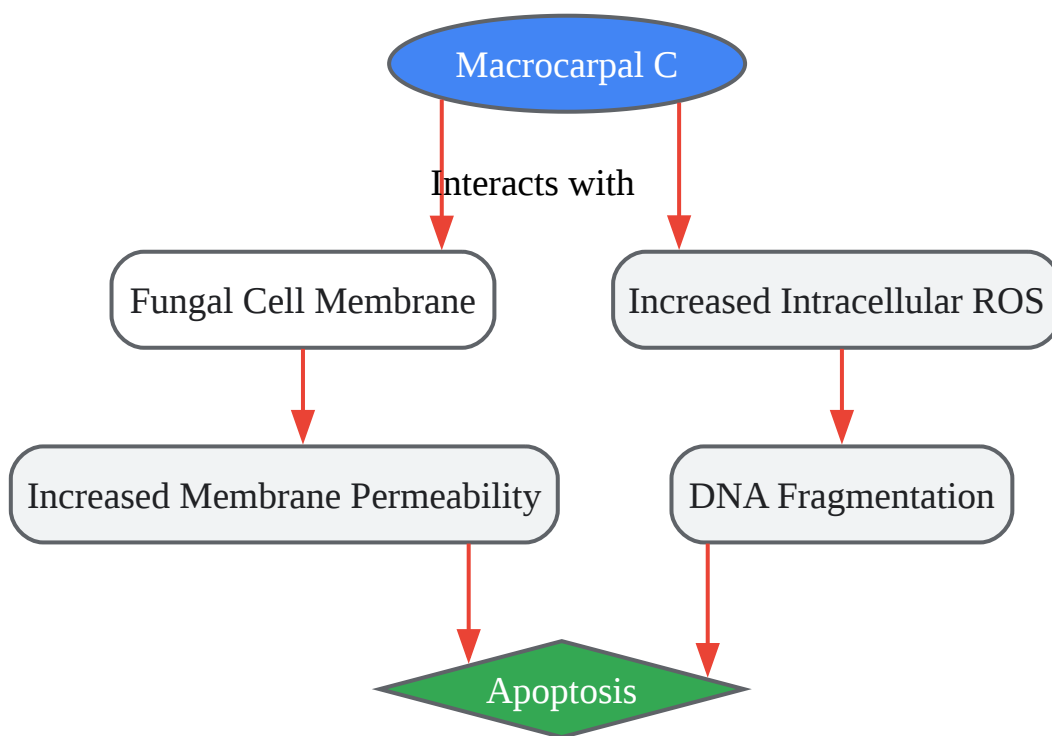 Macrocarpal C
Interacts with
Fungal Cell Membrane
Increased Intracellular ROS
Increased Membrane Permeability
DNA Fragmentation
Apoptosis